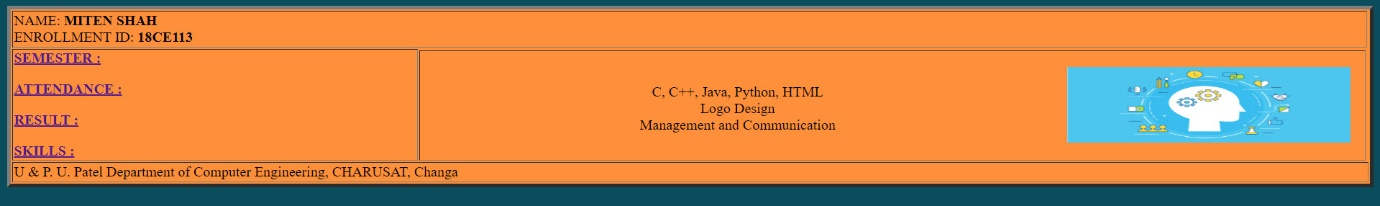 NAME: MITEN SHAH
ENROLLMENT ID: 18CE113
SEMESTER :
ATTENDANCE :
RESULT :
SKILLS :
C, C++, Java, Python, HTML
Logo Design
Management and Communication
U & P. U. Patel Department of Computer Engineering, CHARUSAT, Changa